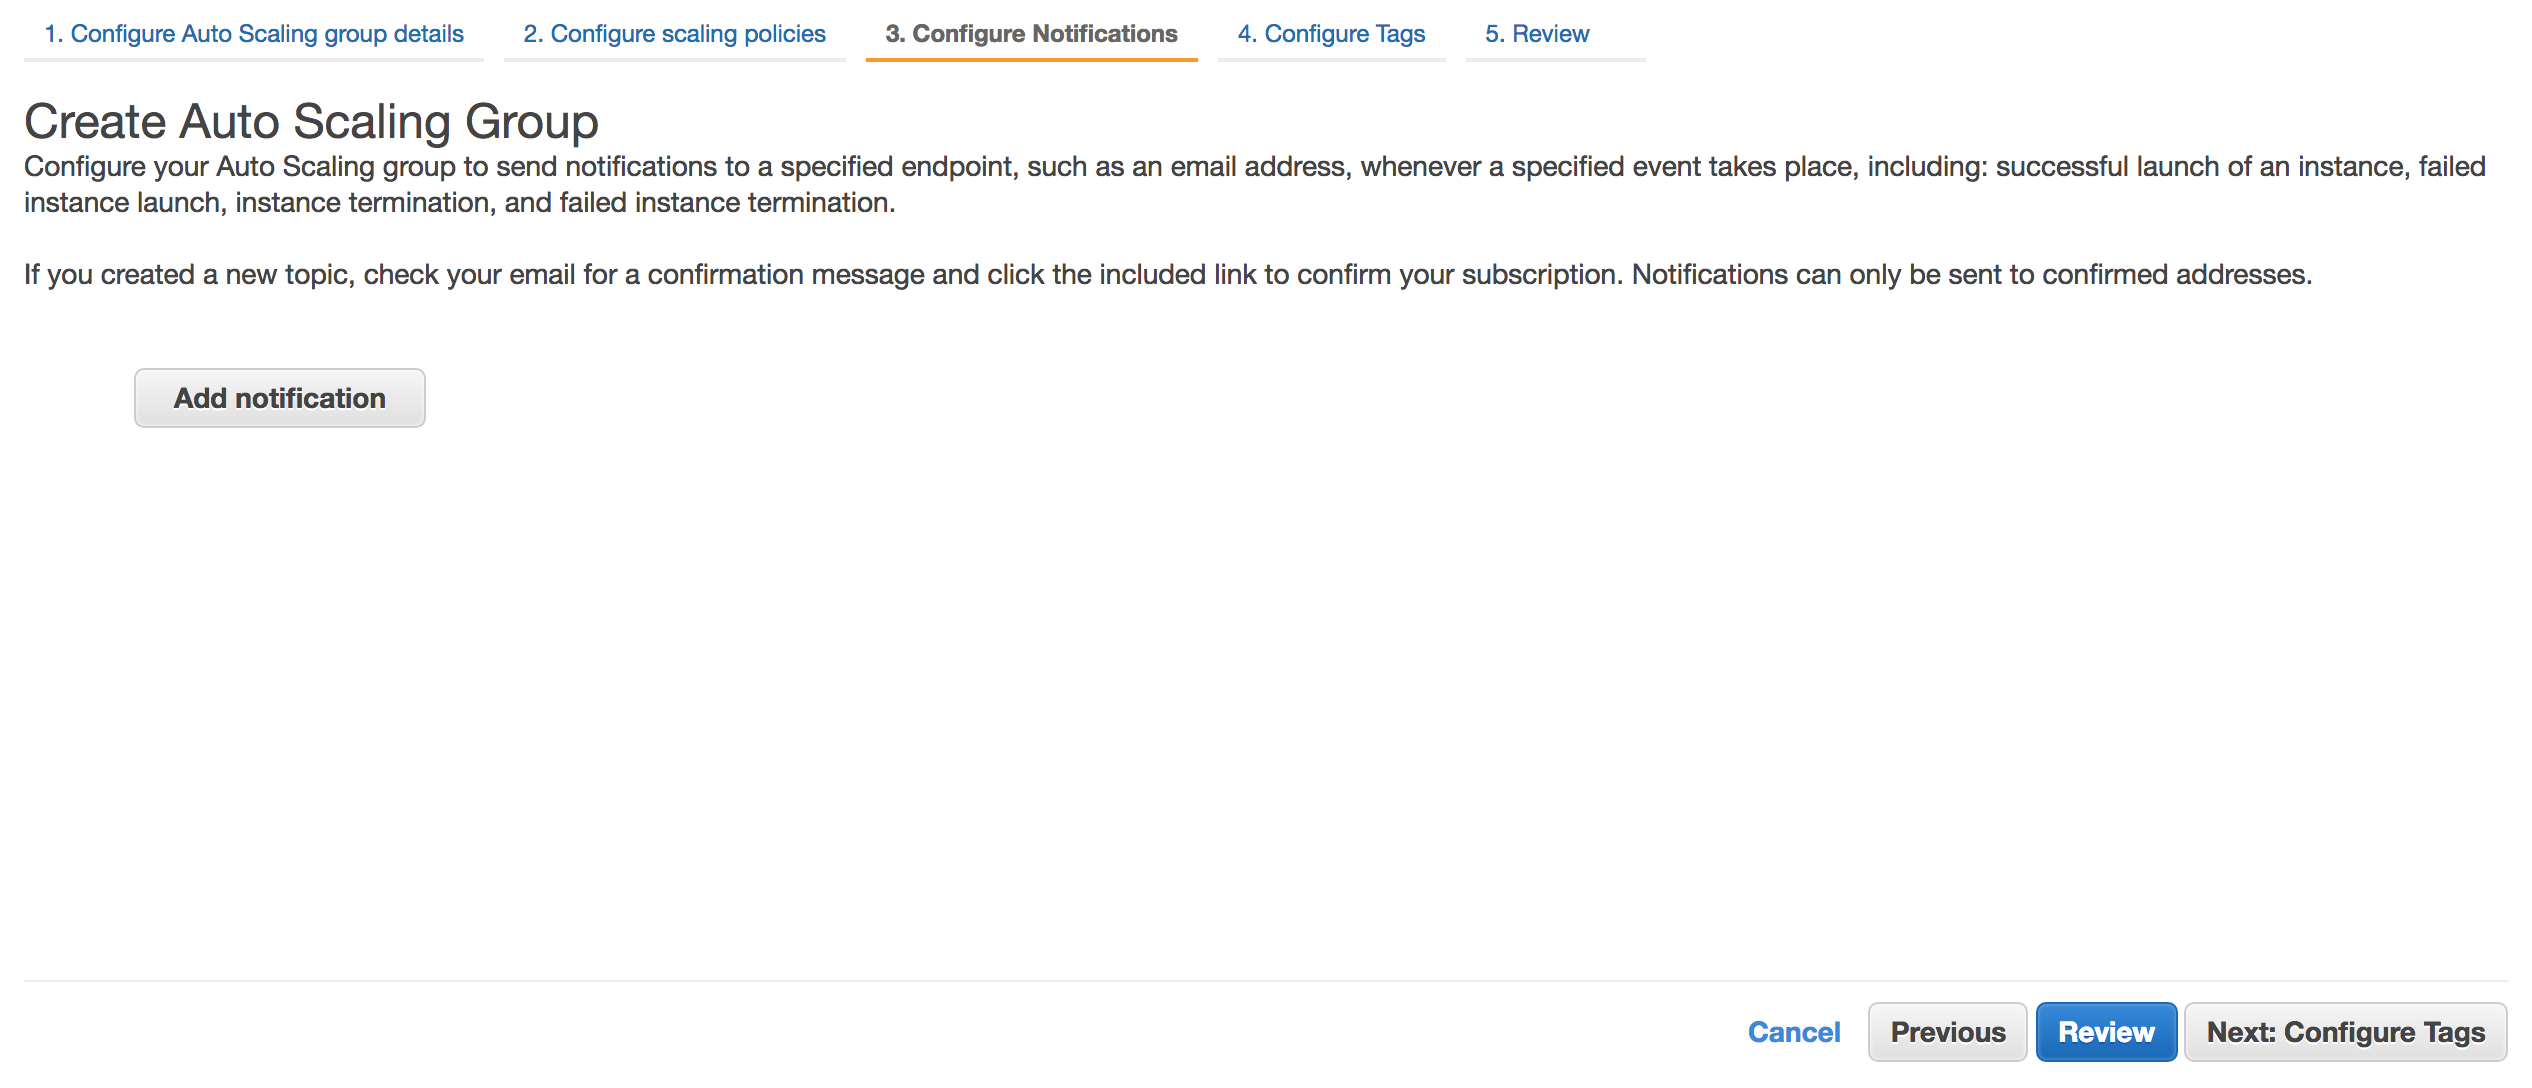 1. Configure Auto Scaling group details 2. Configure scaling policies 3. Configure Notifications 4. Configure Tags 5. Review
Create Auto Scaling Group
Configure your Auto Scaling group to send notifications to a specified endpoint, such as an email address, whenever a specified event takes place, including: successful launch of an instance, failed
instance launch, instance termination, and failed instance termination.
If you created a new topic, check your email for a confirmation message and click the included link to confirm your subscription. Notifications can only be sent to confirmed addresses.
Add notification
Cancel Previous Review Next: Configure Tags